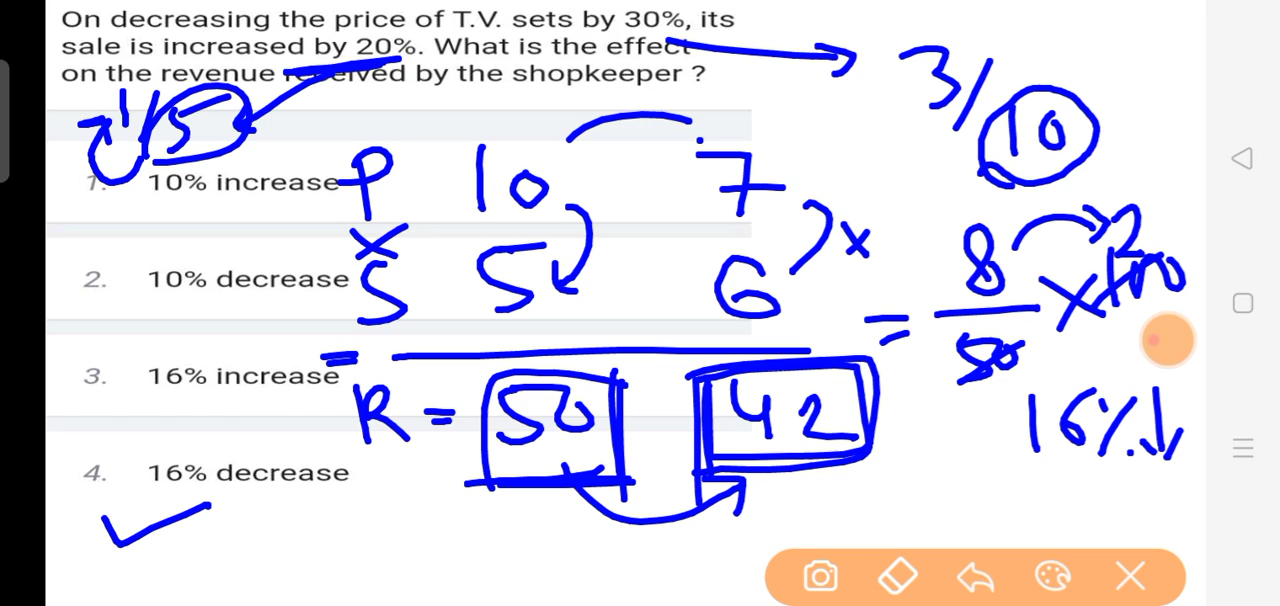 On decreasing the price of T.V. sets by 30%, its
sale is increased by 20%. What is the effect
on the revenue received by the shopkeeper ?
3/10
1/5
1. 10% increase
P 10 7
×
×
2. 10% decrease
S 5 6
= 8/50 × 100 2
3. 16% increase
=
R = 50 42
16%↓
4. 16% decrease